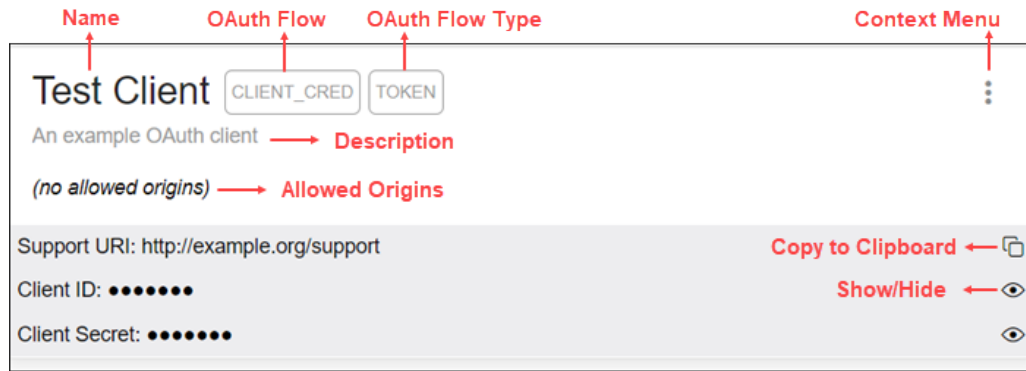 Name OAuth Flow OAuth Flow Type Context Menu
Test Client CLIENT_CRED TOKEN
An example OAuth client Description
(no allowed origins) Allowed Origins
Support URI: http://example.org/support Copy to Clipboard
Client ID: ●●●●●●● Show/Hide
Client Secret: ●●●●●●●